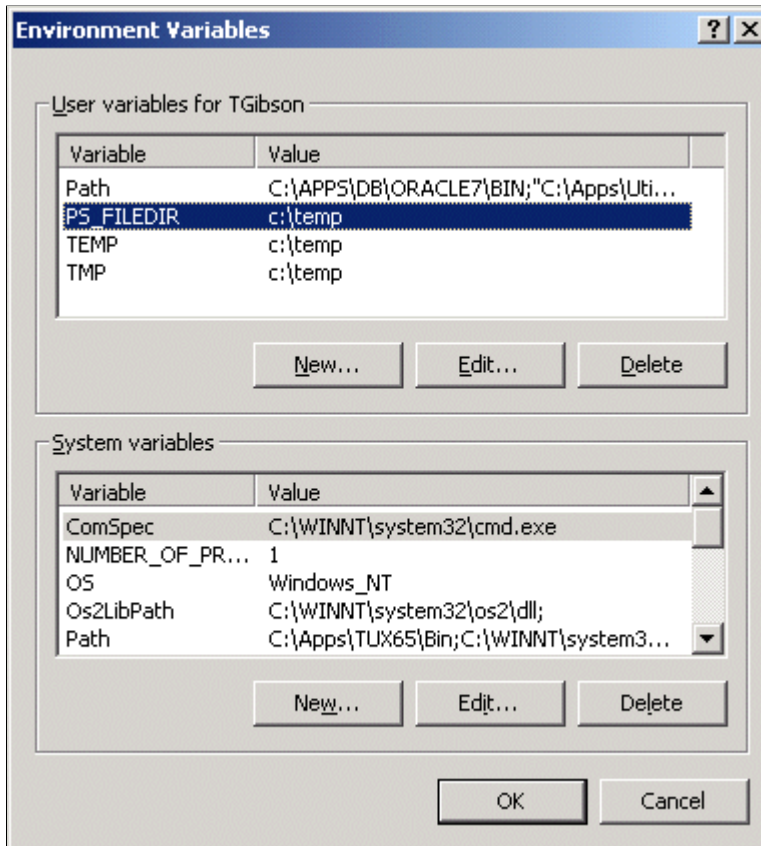 Environment Variables
User variables for TGibson
Variable Value
Path C:\APPS\DB\ORACLE7\BIN;"C:\Apps\Uti...
PS_FILEDIR c:\temp
TEMP c:\temp
TMP c:\temp
New... Edit... Delete
System variables
Variable Value
ComSpec C:\WINNT\system32\cmd.exe
NUMBER_OF_PR... 1
OS Windows_NT
Os2LibPath C:\WINNT\system32\os2\dll;
Path C:\Apps\TUX65\Bin;C:\WINNT\system3...
New... Edit... Delete
OK Cancel